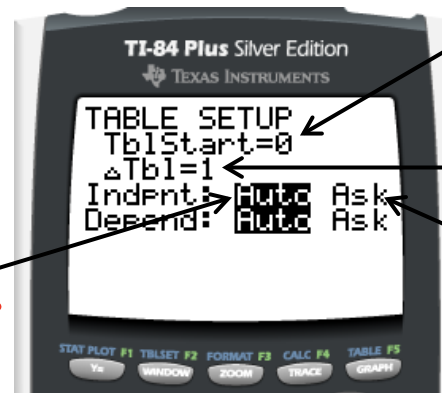 TI-84 Plus Silver Edition
TEXAS INSTRUMENTS
TABLE SETUP
TblStart=0
△Tbl=1
Indpnt: Auto Ask
Depend: Auto Ask
STAT PLOT F1 TBLSET F2 FORMAT F3 CALC F4 TABLE F5
Y= WINDOW ZOOM TRACE GRAPH